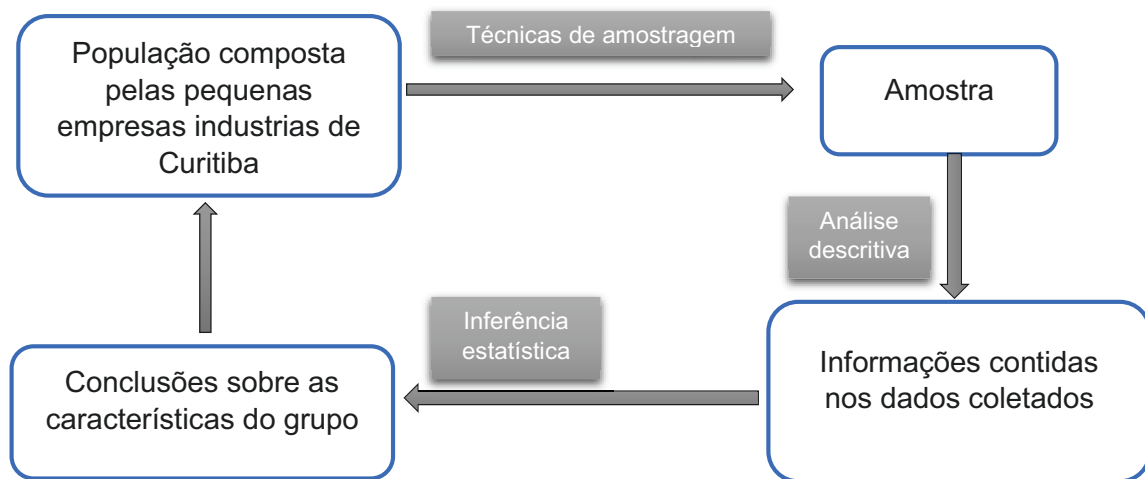 População composta
pelas pequenas
empresas industrias de
Curitiba
Técnicas de amostragem
Amostra
Análise
descritiva
Informações contidas
nos dados coletados
Inferência
estatística
Conclusões sobre as
características do grupo